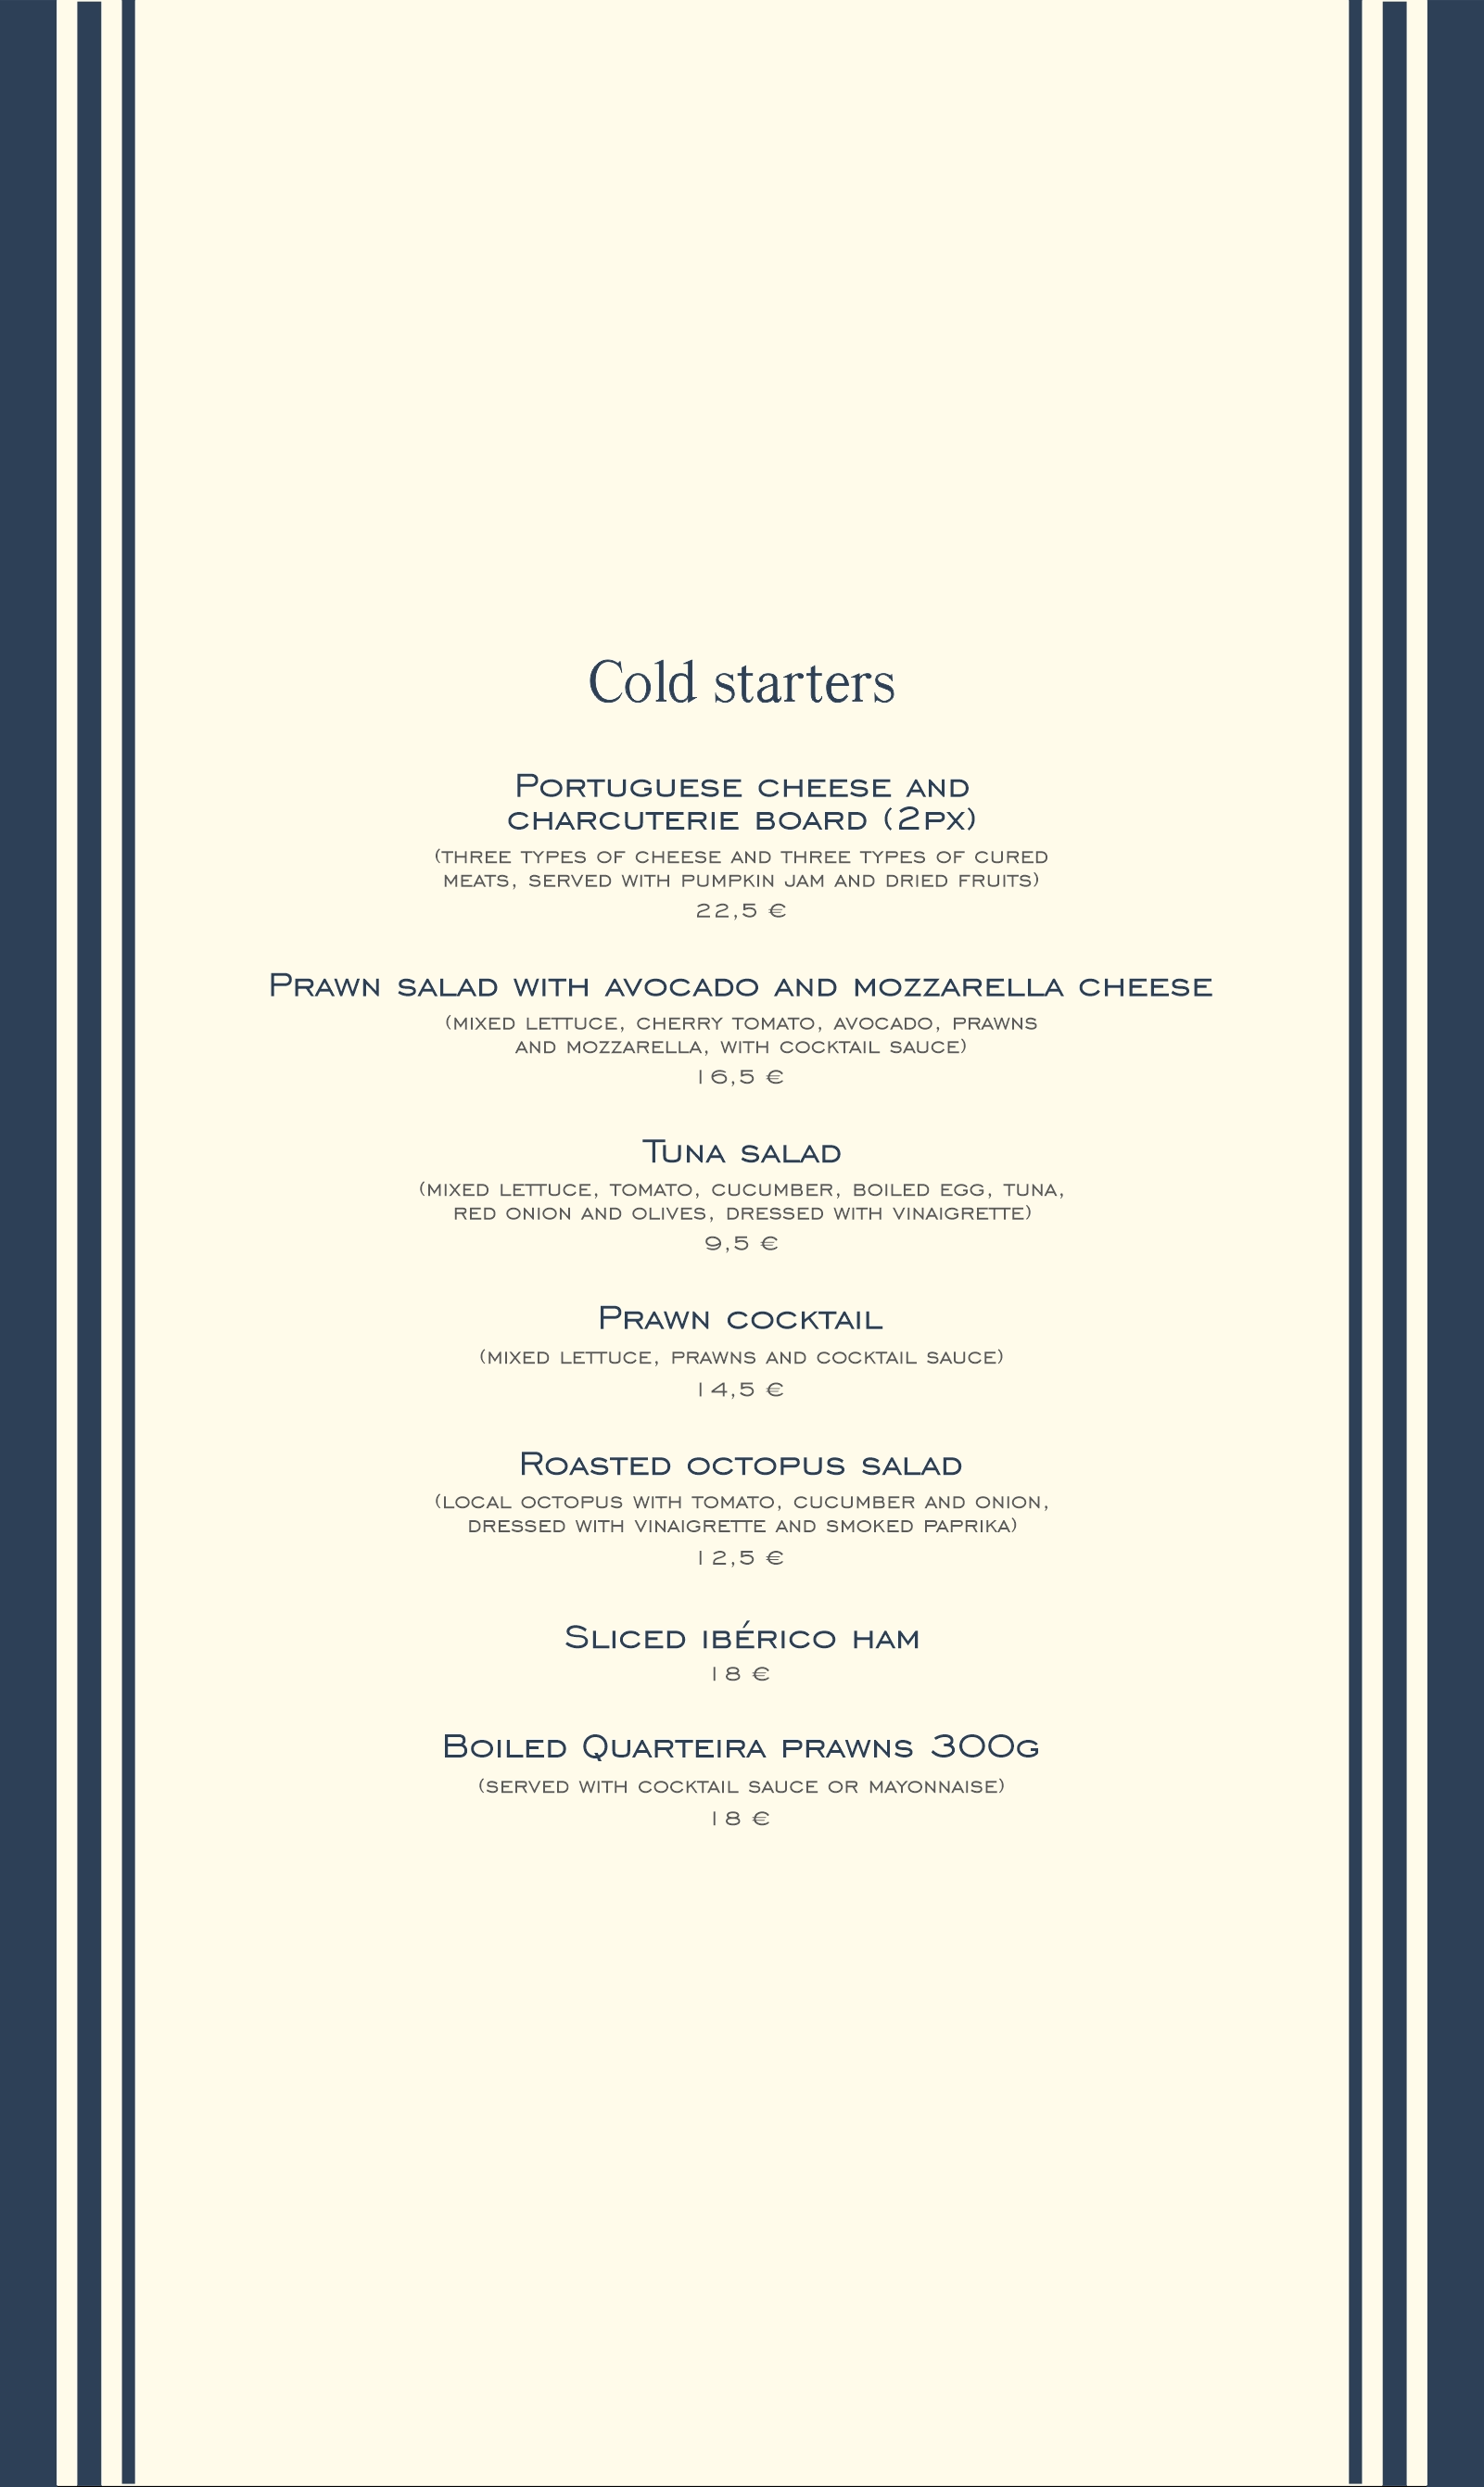 Cold starters
Portuguese cheese and
charcuterie board (2px)
(three types of cheese and three types of cured
meats, served with pumpkin jam and dried fruits)
22,5 €
Prawn salad with avocado and mozzarella cheese
(mixed lettuce, cherry tomato, avocado, prawns
and mozzarella, with cocktail sauce)
16,5 €
Tuna salad
(mixed lettuce, tomato, cucumber, boiled egg, tuna,
red onion and olives, dressed with vinaigrette)
9,5 €
Prawn cocktail
(mixed lettuce, prawns and cocktail sauce)
14,5 €
Roasted octopus salad
(local octopus with tomato, cucumber and onion,
dressed with vinaigrette and smoked paprika)
12,5 €
Sliced ibérico ham
18 €
Boiled Quarteira prawns 300g
(served with cocktail sauce or mayonnaise)
18 €